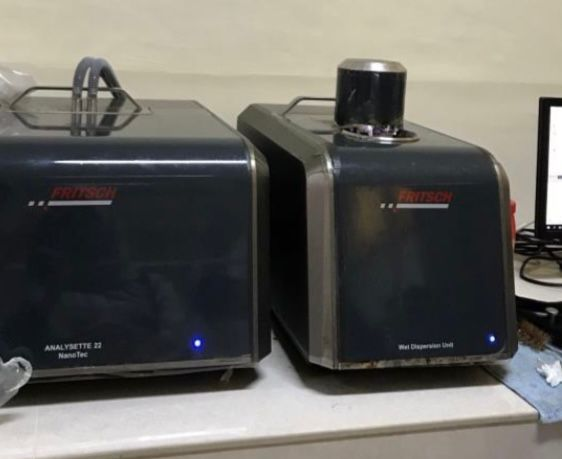 FRITSCH
ANALYSETTE 22
NanoTec
FRITSCH
Wet Dispersion Unit